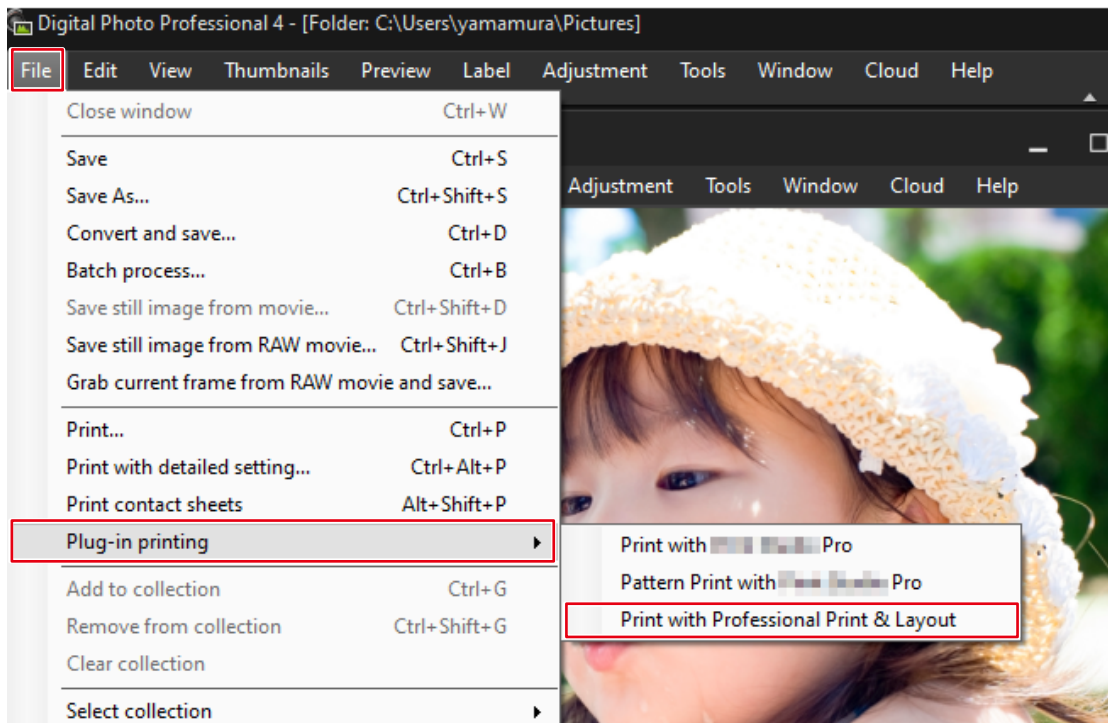 Digital Photo Professional 4 - [Folder: C:\Users\yamamura\Pictures]
File Edit View Thumbnails Preview Label Adjustment Tools Window Cloud Help
Close window Ctrl+W
Save Ctrl+S
Adjustment Tools Window Cloud Help
Save As... Ctrl+Shift+S
Convert and save... Ctrl+D
Batch process... Ctrl+B
Save still image from movie... Ctrl+Shift+D
Save still image from RAW movie... Ctrl+Shift+J
Grab current frame from RAW movie and save...
Print... Ctrl+P
Print with detailed setting... Ctrl+Alt+P
Print contact sheets Alt+Shift+P
Plug-in printing
Print with Pro
Pattern Print with Pro
Print with Professional Print & Layout
Add to collection Ctrl+G
Remove from collection Ctrl+Shift+G
Clear collection
Select collection